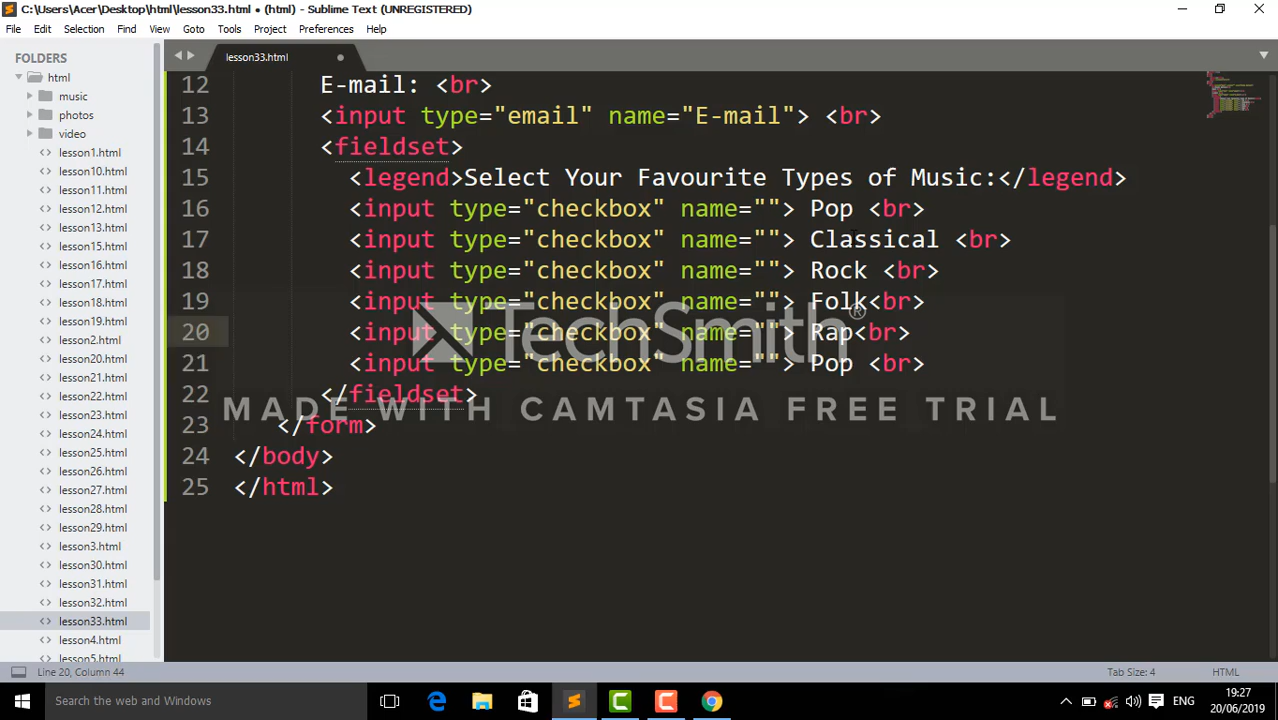 C:\Users\Acer\Desktop\html\lesson33.html • (html) - Sublime Text (UNREGISTERED)
File Edit Selection Find View Goto Tools Project Preferences Help
FOLDERS
html
music
photos
video
lesson1.html
lesson10.html
lesson11.html
lesson12.html
lesson13.html
lesson15.html
lesson16.html
lesson17.html
lesson18.html
lesson19.html
lesson2.html
lesson20.html
lesson21.html
lesson22.html
lesson23.html
lesson24.html
lesson25.html
lesson26.html
lesson27.html
lesson28.html
lesson29.html
lesson3.html
lesson30.html
lesson31.html
lesson32.html
lesson33.html
lesson4.html
lesson5.html
lesson33.html
12 E-mail: <br>
13 <input type="email" name="E-mail"> <br>
14 <fieldset>
15 <legend>Select Your Favourite Types of Music:</legend>
16 <input type="checkbox" name=""> Pop <br>
17 <input type="checkbox" name=""> Classical <br>
18 <input type="checkbox" name=""> Rock <br>
19 <input type="checkbox" name=""> Folk<br>
20 <input type="checkbox" name=""> Rap<br>
21 <input type="checkbox" name=""> Pop <br>
22 </fieldset>
23 </form>
24 </body>
25 </html>
TechSmith®
MADE WITH CAMTASIA FREE TRIAL
Line 20, Column 44
Tab Size: 4 HTML
Search the web and Windows
ENG
19:27
20/06/2019